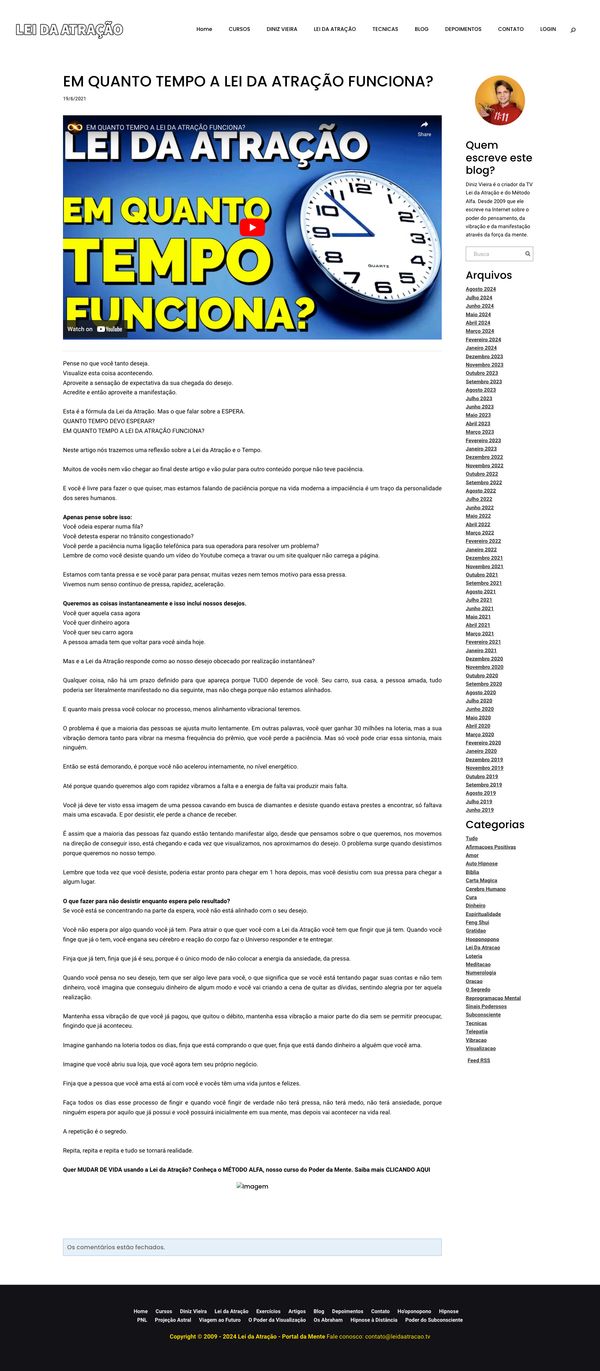 LEI DA ATRAÇÃO
Home CURSOS DINIZ VIEIRA LEI DA ATRAÇÃO TECNICAS BLOG DEPOIMENTOS CONTATO LOGIN
EM QUANTO TEMPO A LEI DA ATRAÇÃO FUNCIONA?
19/6/2021
EM QUANTO TEMPO A LEI DA ATRAÇÃO FUNCIONA?
Share
LEI DA ATRAÇÃO
EM QUANTO
TEMPO
FUNCIONA?
QUARTZ
Watch on YouTube
Pense no que você tanto deseja.
Visualize esta coisa acontecendo.
Aproveite a sensação de expectativa da sua chegada do desejo.
Acredite e então aproveite a manifestação.
Esta é a fórmula da Lei da Atração. Mas o que falar sobre a ESPERA.
QUANTO TEMPO DEVO ESPERAR?
EM QUANTO TEMPO A LEI DA ATRAÇÃO FUNCIONA?
Neste artigo nós trazemos uma reflexão sobre a Lei da Atração e o Tempo.
Muitos de vocês nem vão chegar ao final deste artigo e vão pular para outro conteúdo porque não teve paciência.
E você é livre para fazer o que quiser, mas estamos falando de paciência porque na vida moderna a impaciência é um traço da personalidade
dos seres humanos.
Apenas pense sobre isso:
Você odeia esperar numa fila?
Você detesta esperar no trânsito congestionado?
Você perde a paciência numa ligação telefônica para sua operadora para resolver um problema?
Lembre de como você desiste quando um vídeo do Youtube começa a travar ou um site qualquer não carrega a página.
Estamos com tanta pressa e se você parar para pensar, muitas vezes nem temos motivo para essa pressa.
Vivemos num senso contínuo de pressa, rapidez, aceleração.
Queremos as coisas instantaneamente e isso inclui nossos desejos.
Você quer aquela casa agora
Você quer dinheiro agora
Você quer seu carro agora
A pessoa amada tem que voltar para você ainda hoje.
Mas e a Lei da Atração responde como ao nosso desejo obcecado por realização instantânea?
Qualquer coisa, não há um prazo definido para que apareça porque TUDO depende de você. Seu carro, sua casa, a pessoa amada, tudo
poderia ser literalmente manifestado no dia seguinte, mas não chega porque não estamos alinhados.
E quanto mais pressa você colocar no processo, menos alinhamento vibracional teremos.
O problema é que a maioria das pessoas se ajusta muito lentamente. Em outras palavras, você quer ganhar 30 milhões na loteria, mas a sua
vibração demora tanto para vibrar na mesma frequência do prêmio, que você perde a paciência. Mas só você pode criar essa sintonia, mais
ninguém.
Então se está demorando, é porque você não acelerou internamente, no nível energético.
Até porque quando queremos algo com rapidez vibramos a falta e a energia de falta vai produzir mais falta.
Você já deve ter visto essa imagem de uma pessoa cavando em busca de diamantes e desiste quando estava prestes a encontrar, só faltava
mais uma escavada. E por desistir, ele perde a chance de receber.
É assim que a maioria das pessoas faz quando estão tentando manifestar algo, desde que pensamos sobre o que queremos, nos movemos
na direção de conseguir isso, está chegando e cada vez que visualizamos, nos aproximamos do desejo. O problema surge quando desistimos
porque queremos no nosso tempo.
Lembre que toda vez que você desiste, poderia estar pronto para chegar em 1 hora depois, mas você desistiu com sua pressa para chegar a
algum lugar.
O que fazer para não desistir enquanto espera pelo resultado?
Se você está se concentrando na parte da espera, você não está alinhado com o seu desejo.
Você não espera por algo quando você já tem. Para atrair o que quer você com a Lei da Atração você tem que fingir que já tem. Quando você
finge que já o tem, você engana seu cérebro e reação do corpo faz o Universo responder e te entregar.
Finja que já tem, finja que já é seu, porque é o único modo de não colocar a energia da ansiedade, da pressa.
Quando você pensa no seu desejo, tem que ser algo leve para você, o que significa que se você está tentando pagar suas contas e não tem
dinheiro, você imagina que conseguiu dinheiro de algum modo e você vai criando a cena de quitar as dívidas, sentindo alegria por ter aquela
realização.
Mantenha essa vibração de que você já pagou, que quitou o débito, mantenha essa vibração a maior parte do dia sem se permitir preocupar,
fingindo que já aconteceu.
Imagine ganhando na loteria todos os dias, finja que está comprando o que quer, finja que está dando dinheiro a alguém que você ama.
Imagine que você abriu sua loja, que você agora tem seu próprio negócio.
Finja que a pessoa que você ama está aí com você e vocês têm uma vida juntos e felizes.
Faça todos os dias esse processo de fingir e quando você fingir de verdade não terá pressa, não terá medo, não terá ansiedade, porque
ninguém espera por aquilo que já possui e você possuirá inicialmente em sua mente, mas depois vai acontecer na vida real.
A repetição é o segredo.
Repita, repita e repita e tudo se tornará realidade.
Quer MUDAR DE VIDA usando a Lei da Atração? Conheça o MÉTODO ALFA, nosso curso do Poder da Mente. Saiba mais CLICANDO AQUI
Imagem
Os comentários estão fechados.
11:11
Quem
escreve este
blog?
Diniz Vieira é o criador da TV
Lei da Atração e do Método
Alfa. Desde 2009 que ele
escreve na Internet sobre o
poder do pensamento, da
vibração e da manifestação
através da força da mente.
Busca
Arquivos
Agosto 2024
Julho 2024
Junho 2024
Maio 2024
Abril 2024
Março 2024
Fevereiro 2024
Janeiro 2024
Dezembro 2023
Novembro 2023
Outubro 2023
Setembro 2023
Agosto 2023
Julho 2023
Junho 2023
Maio 2023
Abril 2023
Março 2023
Fevereiro 2023
Janeiro 2023
Dezembro 2022
Novembro 2022
Outubro 2022
Setembro 2022
Agosto 2022
Julho 2022
Junho 2022
Maio 2022
Abril 2022
Março 2022
Fevereiro 2022
Janeiro 2022
Dezembro 2021
Novembro 2021
Outubro 2021
Setembro 2021
Agosto 2021
Julho 2021
Junho 2021
Maio 2021
Abril 2021
Março 2021
Fevereiro 2021
Janeiro 2021
Dezembro 2020
Novembro 2020
Outubro 2020
Setembro 2020
Agosto 2020
Julho 2020
Junho 2020
Maio 2020
Abril 2020
Março 2020
Fevereiro 2020
Janeiro 2020
Dezembro 2019
Novembro 2019
Outubro 2019
Setembro 2019
Agosto 2019
Julho 2019
Junho 2019
Categorias
Tudo
Afirmacoes Positivas
Amor
Auto Hipnose
Biblia
Carta Magica
Cerebro Humano
Cura
Dinheiro
Espiritualidade
Feng Shui
Gratidao
Hooponopono
Lei Da Atracao
Loteria
Meditacao
Numerologia
Oracao
O Segredo
Reprogramacao Mental
Sinais Poderosos
Subconsciente
Tecnicas
Telepatia
Vibracao
Visualizacao
Feed RSS
Home Cursos Diniz Vieira Lei da Atração Exercícios Artigos Blog Depoimentos Contato Ho'oponopono Hipnose
PNL Projeção Astral Viagem ao Futuro O Poder da Visualização Os Abraham Hipnose à Distância Poder do Subconsciente
Copyright © 2009 - 2024 Lei da Atração - Portal da Mente Fale conosco: contato@leidaatracao.tv